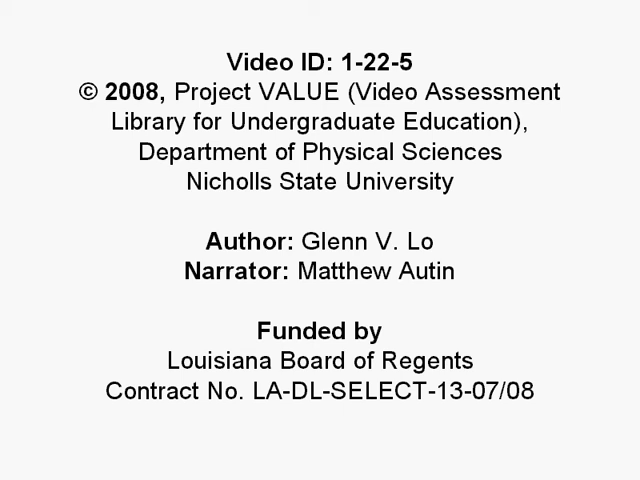 Video ID: 1-22-5
© 2008, Project VALUE (Video Assessment
Library for Undergraduate Education),
Department of Physical Sciences
Nicholls State University
Author: Glenn V. Lo
Narrator: Matthew Autin
Funded by
Louisiana Board of Regents
Contract No. LA-DL-SELECT-13-07/08